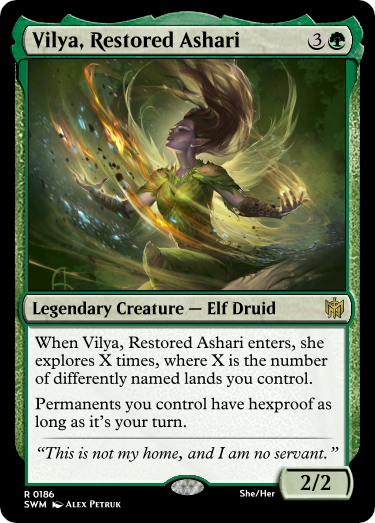 Vilya, Restored Ashari 3
Legendary Creature — Elf Druid
When Vilya, Restored Ashari enters, she
explores X times, where X is the number
of differently named lands you control.
Permanents you control have hexproof as
long as it's your turn.
"This is not my home, and I am no servant."
2/2
R 0186 She/Her
SWM Alex Petruk